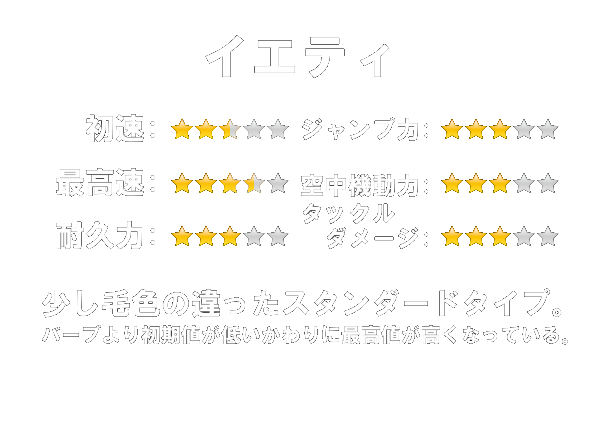 イエティ
初速： ジャンプ力：
最高速： 空中機動力：
耐久力： タックル
ダメージ：
少し毛色の違ったスタンダードタイプ。
バーブより初期値が低いかわりに最高値が高くなっている。